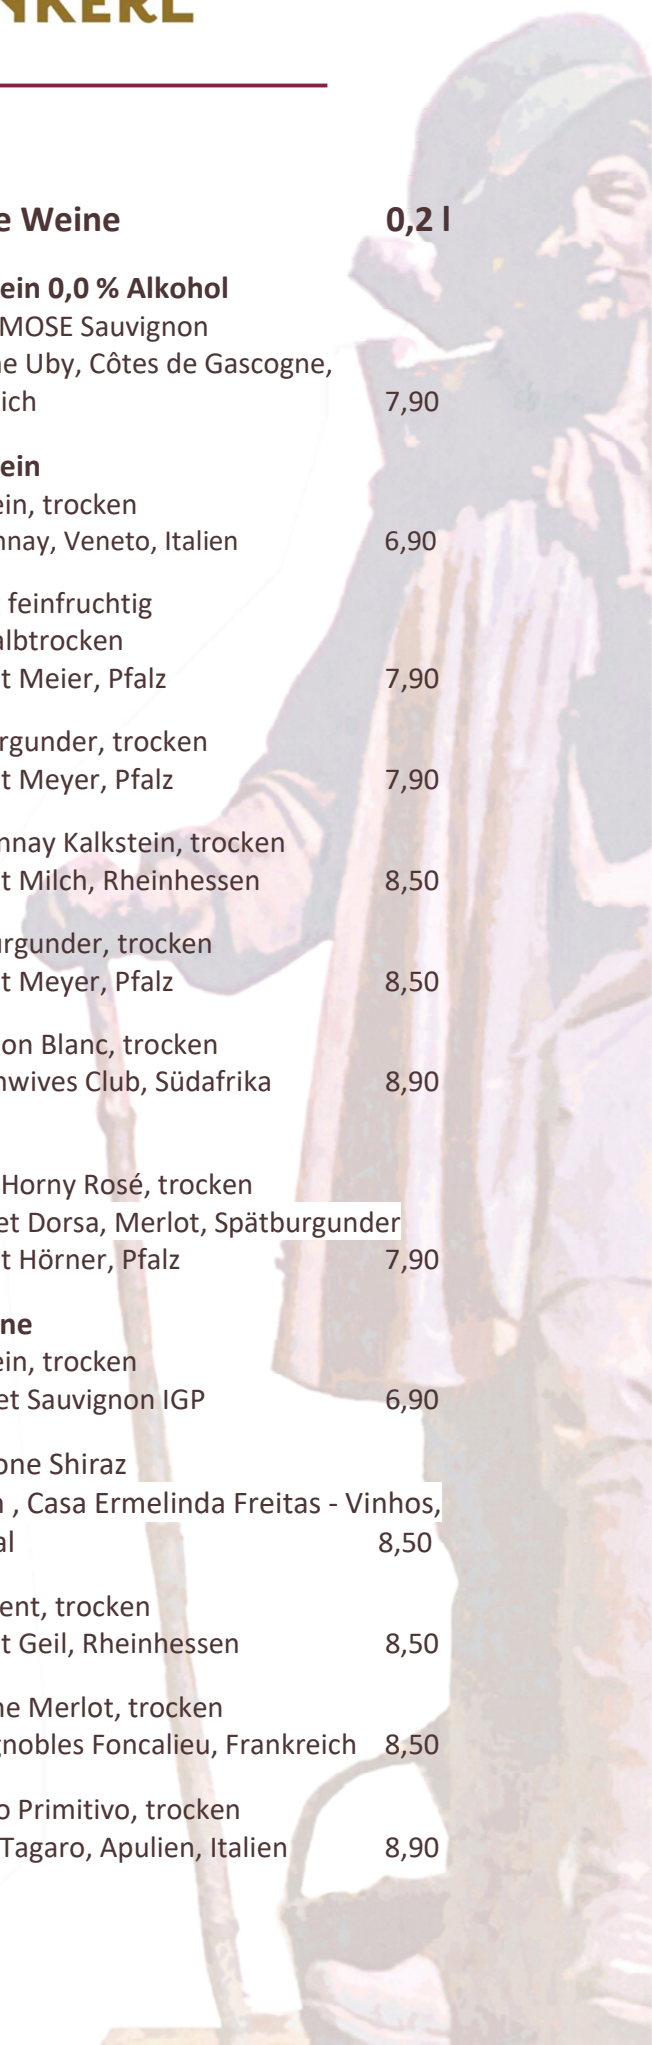 NKERL
e Weine 0,2 l
ein 0,0 % Alkohol
MOSE Sauvignon
ne Uby, Côtes de Gascogne,
ich 7,90
ein
ein, trocken
nnay, Veneto, Italien 6,90
feinfruchtig
albtrocken
t Meier, Pfalz 7,90
rgunder, trocken
t Meyer, Pfalz 7,90
nnay Kalkstein, trocken
t Milch, Rheinhessen 8,50
urgunder, trocken
t Meyer, Pfalz 8,50
on Blanc, trocken
hwives Club, Südafrika 8,90
Horny Rosé, trocken
et Dorsa, Merlot, Spätburgunder
t Hörner, Pfalz 7,90
ne
ein, trocken
et Sauvignon IGP 6,90
one Shiraz
n , Casa Ermelinda Freitas - Vinhos,
al 8,50
ent, trocken
t Geil, Rheinhessen 8,50
ne Merlot, trocken
gnobles Foncalieu, Frankreich 8,50
o Primitivo, trocken
Tagaro, Apulien, Italien 8,90